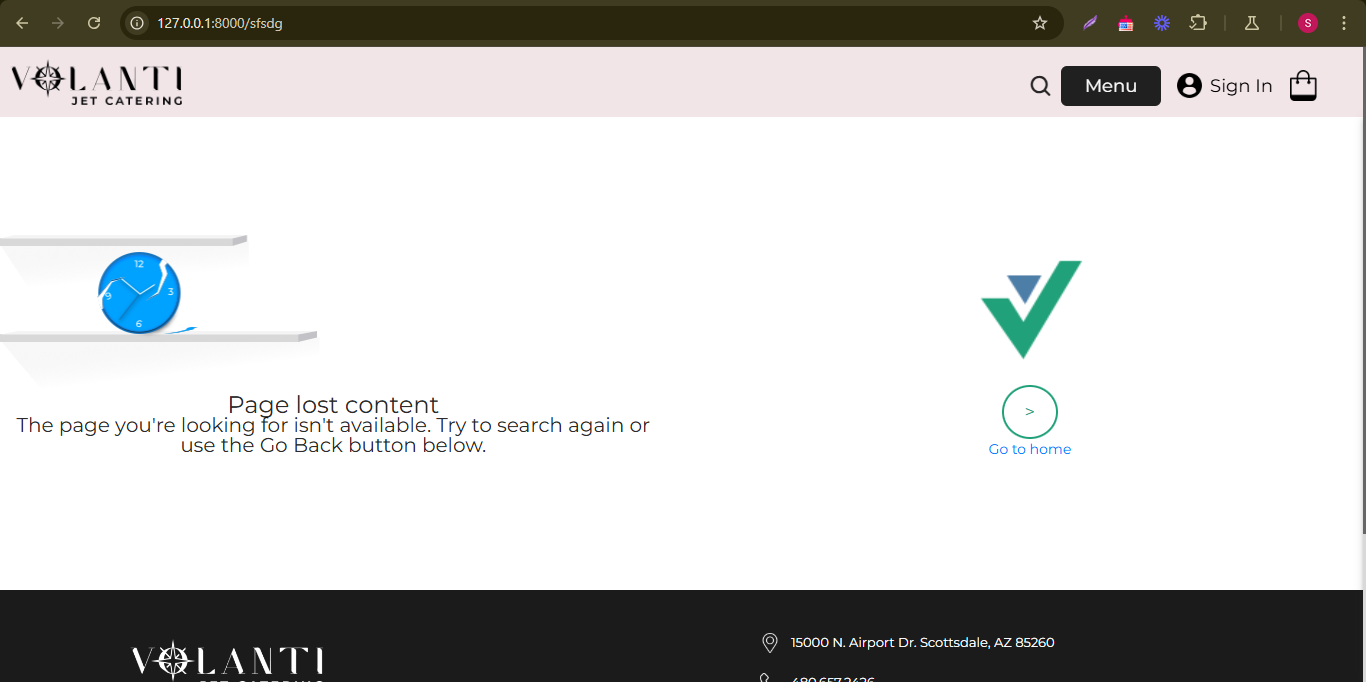 127.0.0.1:8000/sfsdg
S
VOLANTI
JET CATERING
Menu
Sign In
12
9
3
6
Page lost content
The page you're looking for isn't available. Try to search again or
use the Go Back button below.
>
Go to home
VOLANTI
15000 N. Airport Dr. Scottsdale, AZ 85260